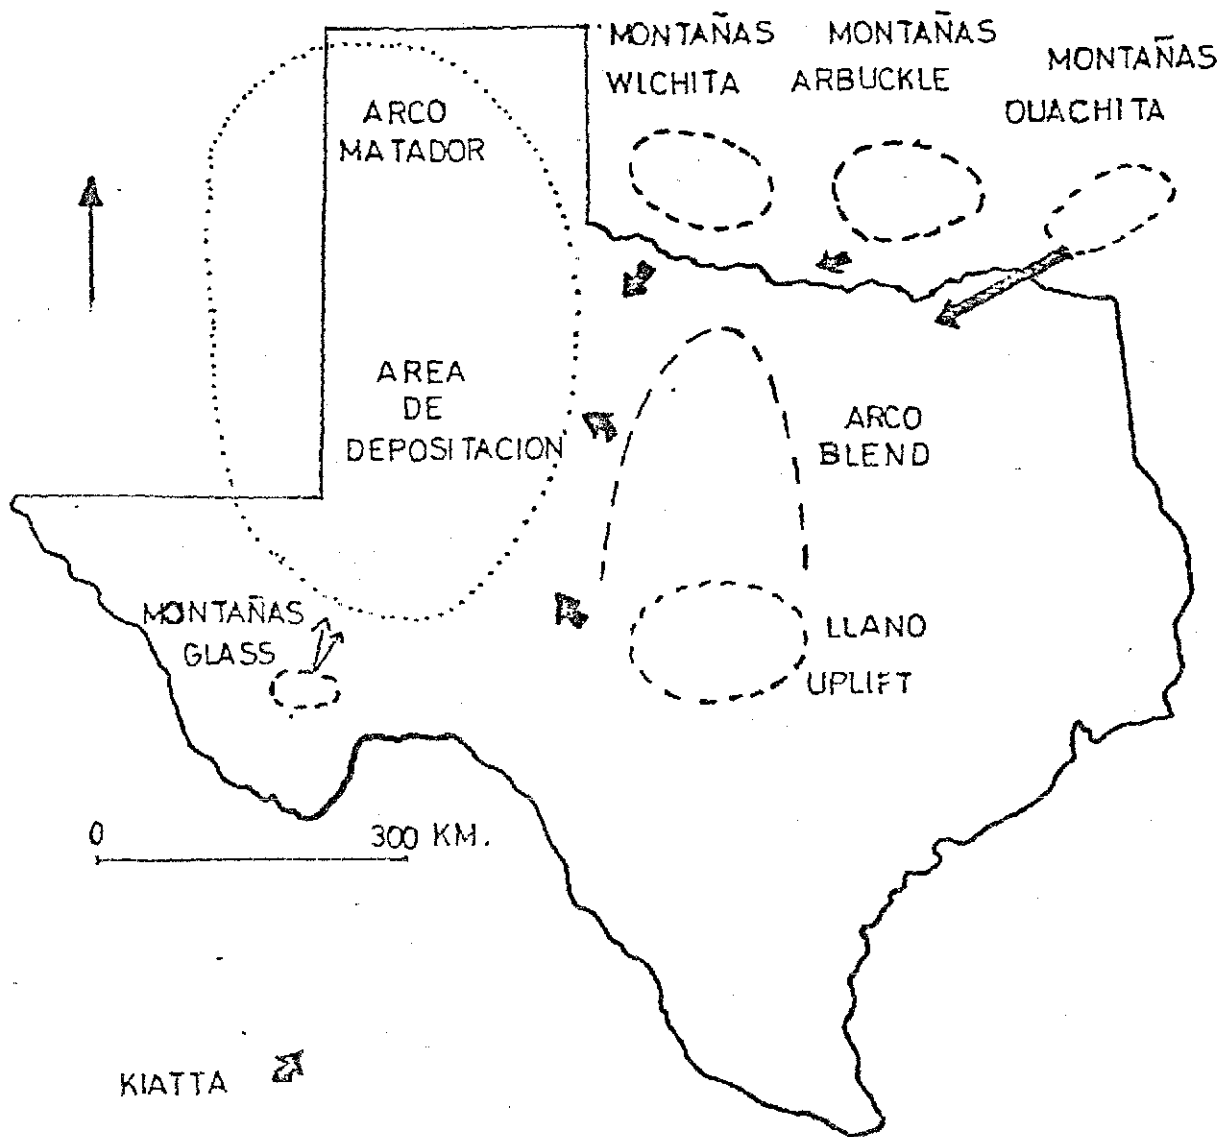 MONTAÑAS
WICHITA
MONTAÑAS
ARBUCKLE
MONTAÑAS
OUACHITA
ARCO
MATADOR
AREA
DE
DEPOSITACION
ARCO
BLEND
MONTAÑAS
GLASS
LLANO
UPLIFT
0 300 KM.
KIATTA